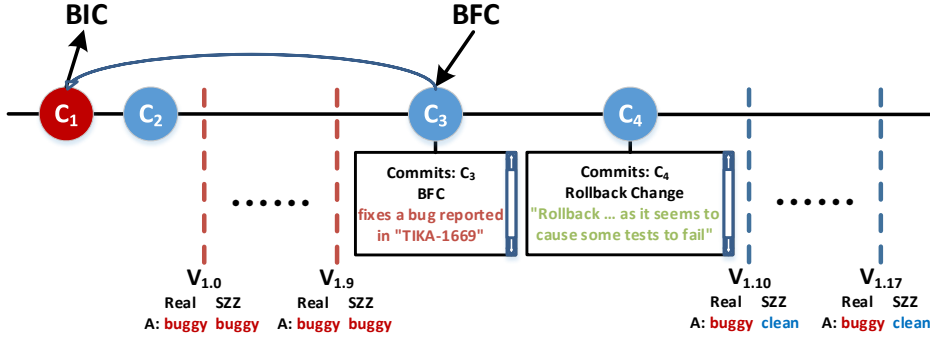 BIC
BFC
C1
C2
C3
C4
Commits: C3
BFC
fixes a bug reported
in "TIKA-1669"
Commits: C4
Rollback Change
"Rollback ... as it seems to
cause some tests to fail"
V1.0
Real SZZ
A: buggy buggy
V1.9
Real SZZ
A: buggy buggy
V1.10
Real SZZ
A: buggy clean
V1.17
Real SZZ
A: buggy clean